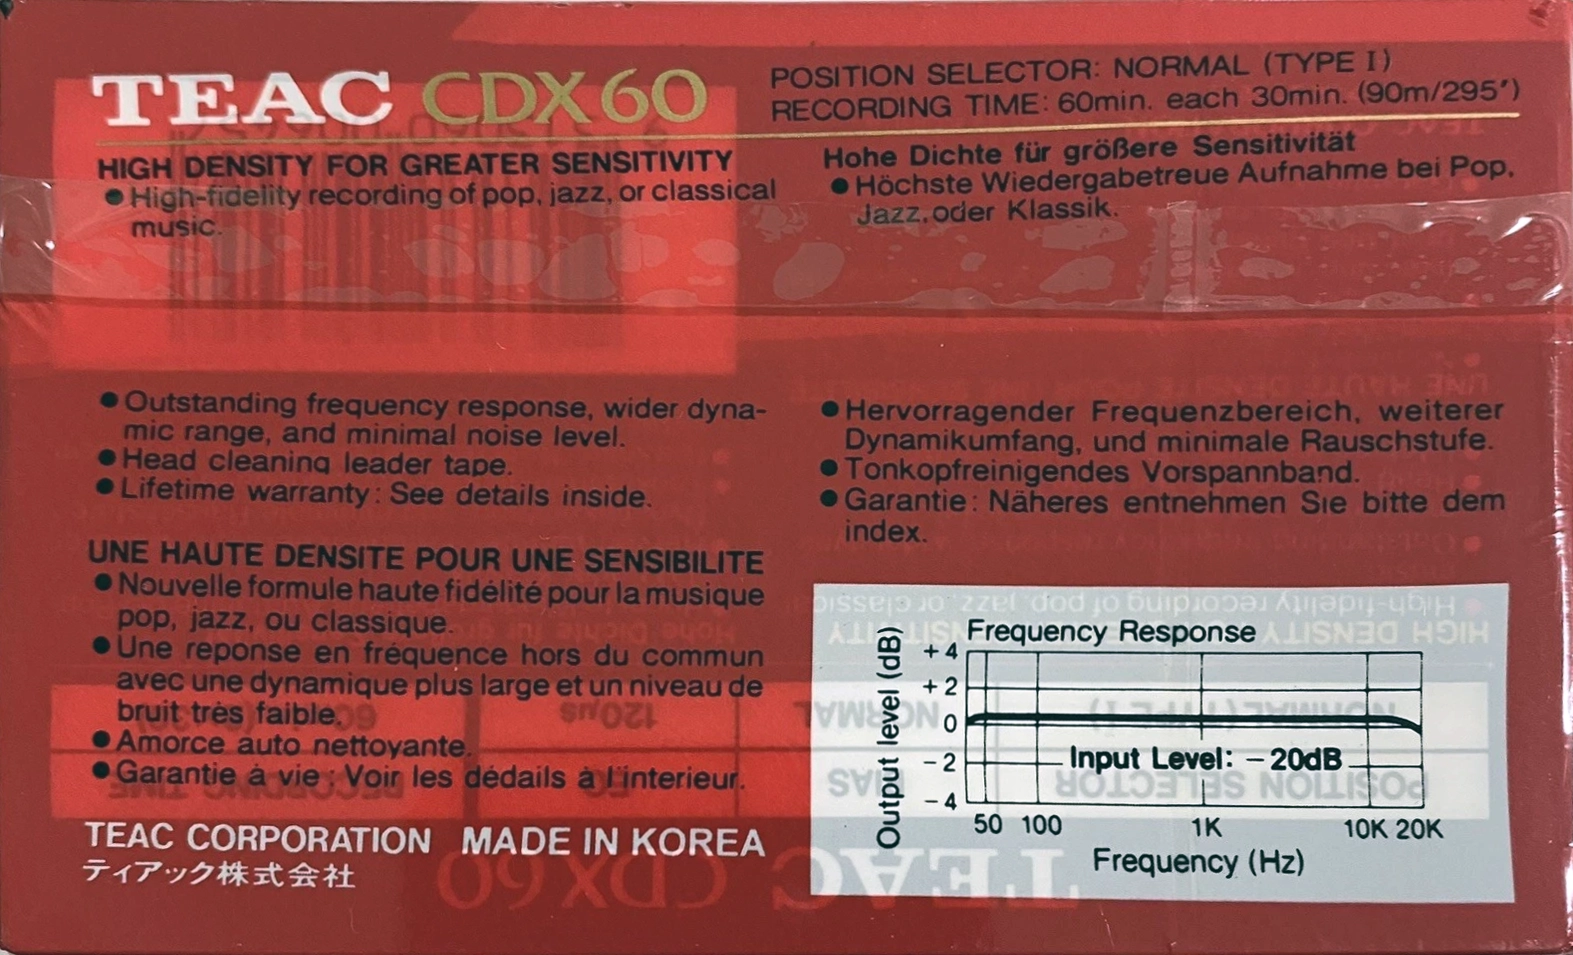 TEAC CDX60
POSITION SELECTOR: NORMAL (TYPE I)
RECORDING TIME: 60min. each 30min. (90m/295')
HIGH DENSITY FOR GREATER SENSITIVITY
● High-fidelity recording of pop, jazz, or classical
music.
Hohe Dichte für größere Sensitivität
● Höchste Wiedergabetreue Aufnahme bei Pop,
Jazz, oder Klassik.
● Outstanding frequency response, wider dyna-
mic range, and minimal noise level.
● Head cleaning leader tape.
● Lifetime warranty: See details inside.
● Hervorragender Frequenzbereich, weiterer
Dynamikumfang, und minimale Rauschstufe.
● Tonkopfreinigendes Vorspannband.
● Garantie: Näheres entnehmen Sie bitte dem
index.
UNE HAUTE DENSITE POUR UNE SENSIBILITE
● Nouvelle formule haute fidélité pour la musique
pop, jazz, ou classique.
● Une reponse en fréquence hors du commun
avec une dynamique plus large et un niveau de
bruit très faible.
● Amorce auto nettoyante.
● Garantie à vie: Voir les dédails à l'interieur.
TEAC CORPORATION MADE IN KOREA
ティアック株式会社
Frequency Response
Output level (dB)
+4
+2
0
-2
-4
Input Level: -20dB
50 100 1K 10K 20K
Frequency (Hz)